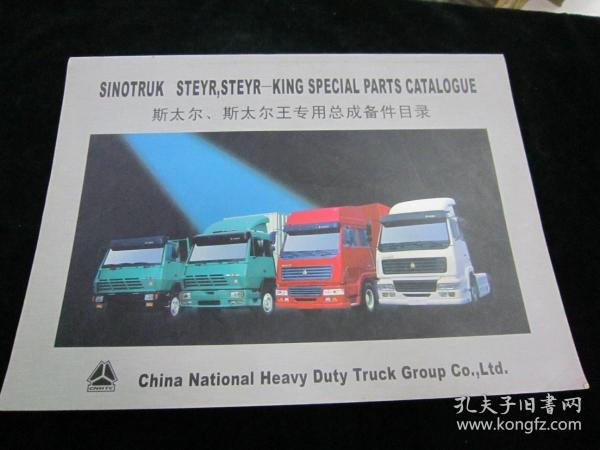 SINOTRUK STEYR,STEYR-KING SPECIAL PARTS CATALOGUE
斯太尔、斯太尔王专用总成备件目录
CNHTC
China National Heavy Duty Truck Group Co.,Ltd.
孔夫子旧书网
www.kongfz.com